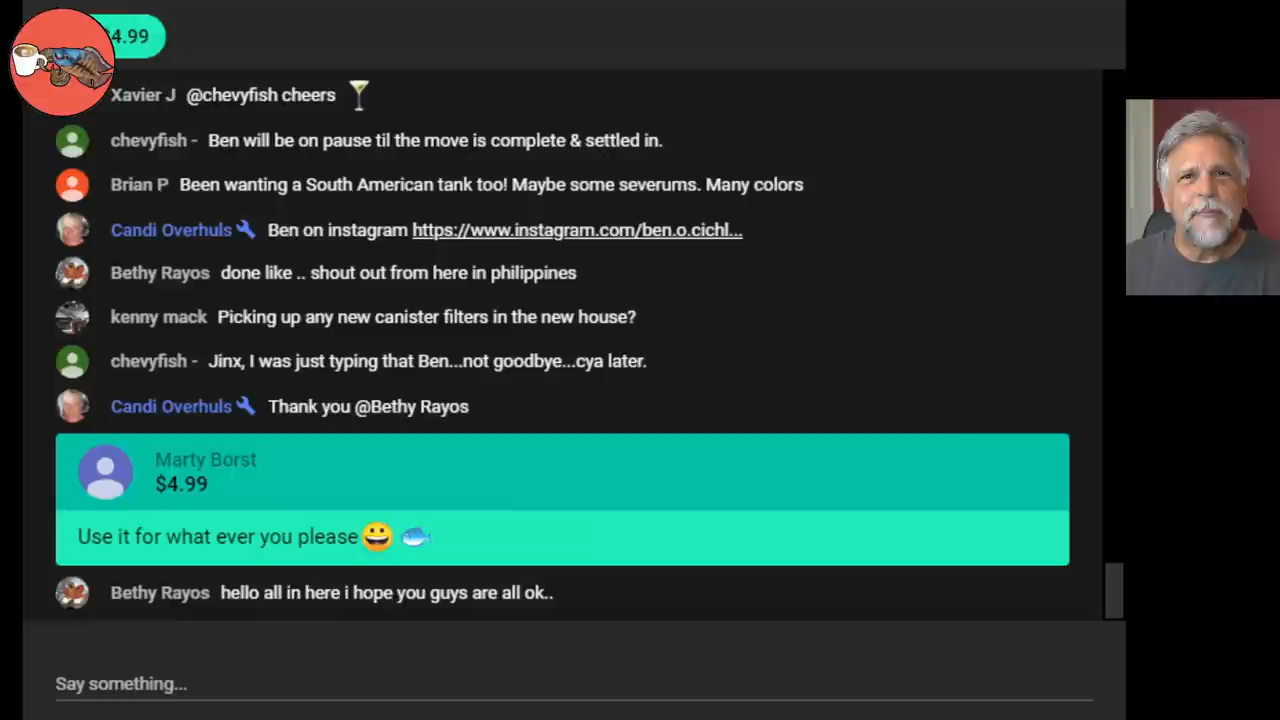 4.99
Xavier J @chevyfish cheers
chevyfish - Ben will be on pause til the move is complete & settled in.
Brian P Been wanting a South American tank too! Maybe some severums. Many colors
Candi Overhuls Ben on instagram https://www.instagram.com/ben.o.cichl...
Bethy Rayos done like .. shout out from here in philippines
kenny mack Picking up any new canister filters in the new house?
chevyfish - Jinx, I was just typing that Ben...not goodbye...cya later.
Candi Overhuls Thank you @Bethy Rayos
Marty Borst
$4.99
Use it for what ever you please😀 🐟
Bethy Rayos hello all in here i hope you guys are all ok..
Say something...